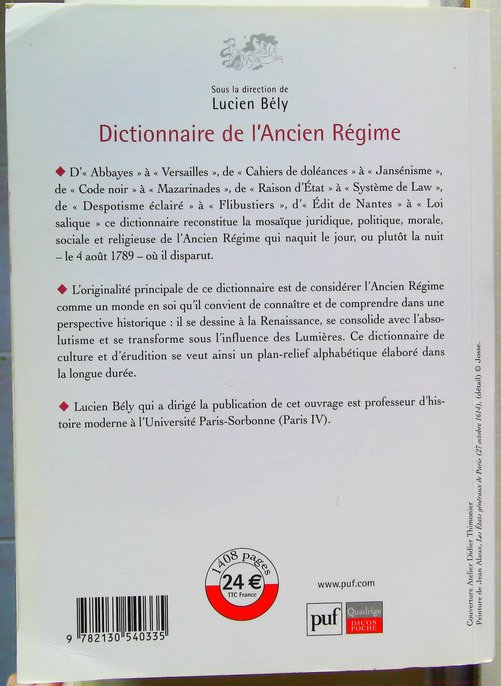 Sous la direction de
Lucien Bély
Dictionnaire de l'Ancien Régime
◆ D'« Abbayes » à « Versailles », de « Cahiers de doléances » à « Jansénisme »,
de « Code noir » à « Mazarinades », de « Raison d'État » à « Système de Law »,
de « Despotisme éclairé » à « Flibustiers », d'« Édit de Nantes » à « Loi
salique » ce dictionnaire reconstitue la mosaïque juridique, politique, morale,
sociale et religieuse de l'Ancien Régime qui naquit le jour, ou plutôt la nuit
– le 4 août 1789 – où il disparut.
◆ L'originalité principale de ce dictionnaire est de considérer l'Ancien Régime
comme un monde en soi qu'il convient de connaître et de comprendre dans une
perspective historique : il se dessine à la Renaissance, se consolide avec l'abso-
lutisme et se transforme sous l'influence des Lumières. Ce dictionnaire de
culture et d'érudition se veut ainsi un plan-relief alphabétique élaboré dans
la longue durée.
◆ Lucien Bély qui a dirigé la publication de cet ouvrage est professeur d'his-
toire moderne à l'Université Paris-Sorbonne (Paris IV).
1408 pages
24 €
TTC France
www.puf.com
puf
Quadrige
DICOS
POCHE
9 782130 540335
Couverture Atelier Didier Thimonier
Peinture de Jean Alaux, Les États généraux de Paris (27 octobre 1614), (détail) © Josse.